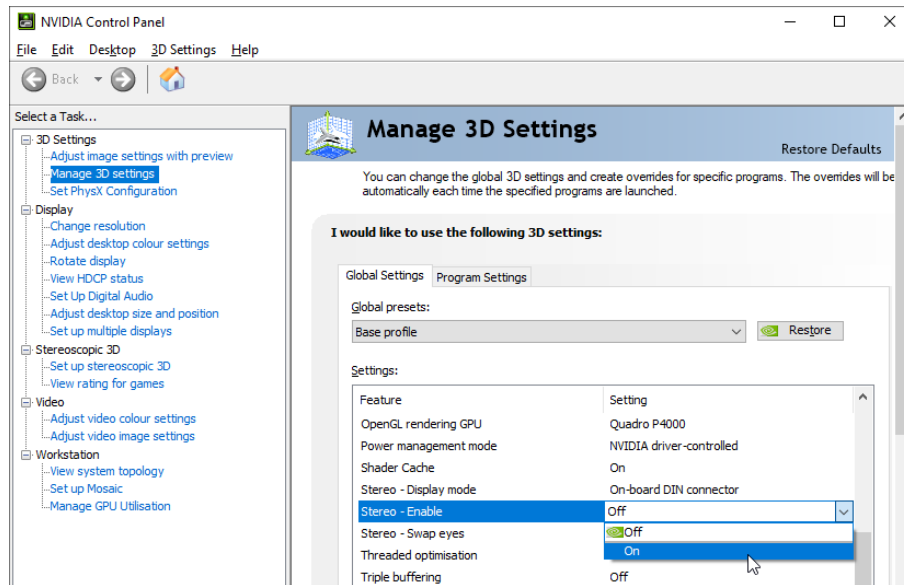 NVIDIA Control Panel
File Edit Desktop 3D Settings Help
Back
Select a Task...
3D Settings
Adjust image settings with preview
Manage 3D settings
Set PhysX Configuration
Display
Change resolution
Adjust desktop colour settings
Rotate display
View HDCP status
Set Up Digital Audio
Adjust desktop size and position
Set up multiple displays
Stereoscopic 3D
Set up stereoscopic 3D
View rating for games
Video
Adjust video colour settings
Adjust video image settings
Workstation
View system topology
Set up Mosaic
Manage GPU Utilisation
Manage 3D Settings
Restore Defaults
You can change the global 3D settings and create overrides for specific programs. The overrides will be
automatically each time the specified programs are launched.
I would like to use the following 3D settings:
Global Settings Program Settings
Global presets:
Base profile Restore
Settings:
Feature Setting
OpenGL rendering GPU Quadro P4000
Power management mode NVIDIA driver-controlled
Shader Cache On
Stereo - Display mode On-board DIN connector
Stereo - Enable Off
Stereo - Swap eyes Off
Threaded optimisation On
Triple buffering Off